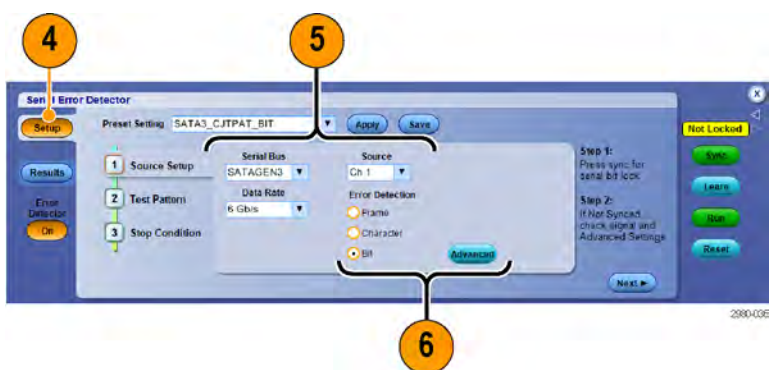 4
5
Serial Error Detector
X
Setup
Preset Setting SATA3_CJTPAT_BIT Apply Save
Not Locked
Results
Error
Detector
On
1 Source Setup
2 Test Pattern
3 Stop Condition
Serial Bus
SATAGEN3
Data Rate
6 Gb/s
Source
Ch 1
Error Detection
Frame
Character
Bit
Advanced
Step 1:
Press sync for
serial bit lock
Step 2:
If Not Synced,
check signal and
Advanced Settings
Next
Sync
Learn
Run
Reset
6